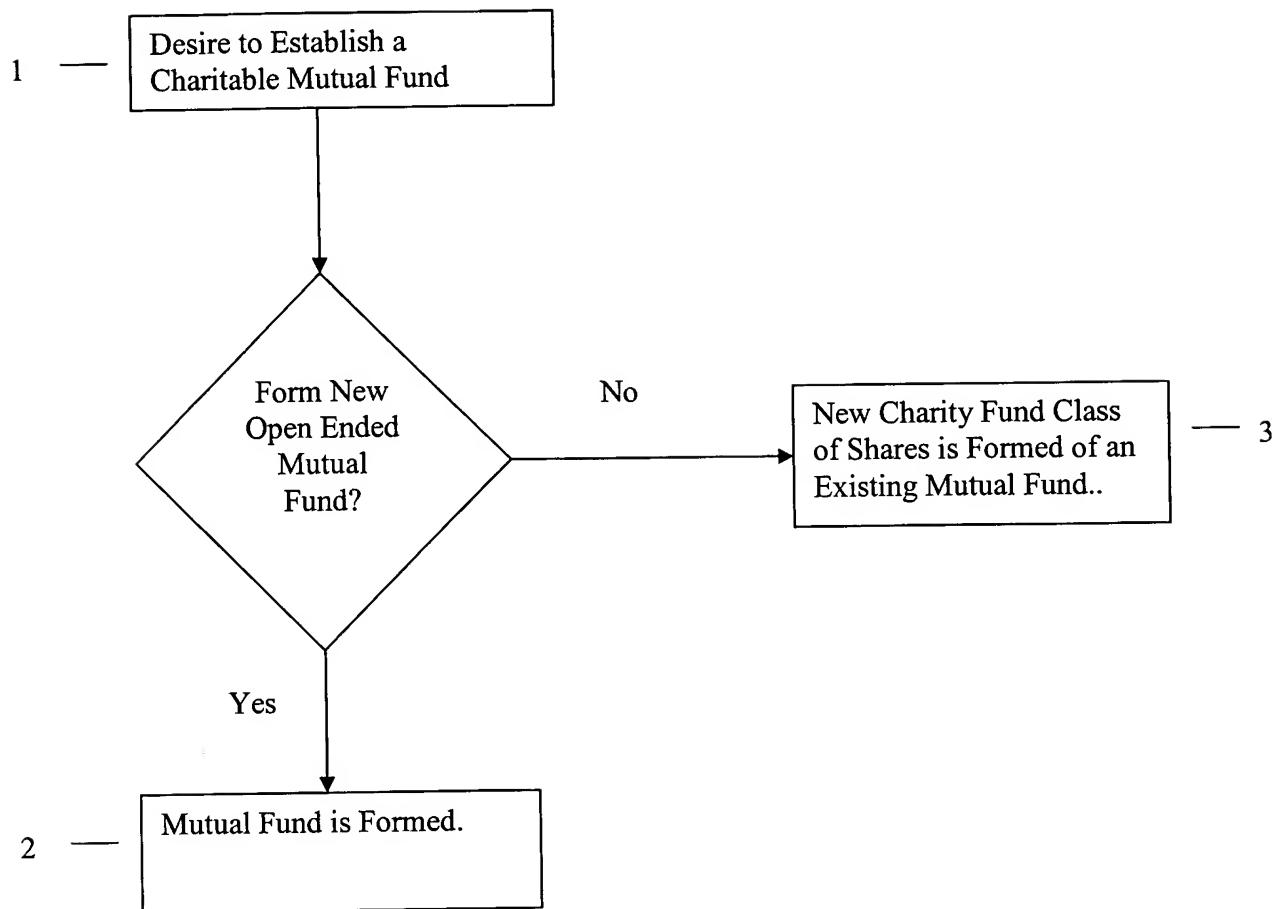 Desire to Establish a
1
Charitable Mutual Fund
Form New
Open Ended
Mutual
Fund?
No
New Charity Fund Class
of Shares is Formed of an
Existing Mutual Fund..
3
Yes
Mutual Fund is Formed.
2